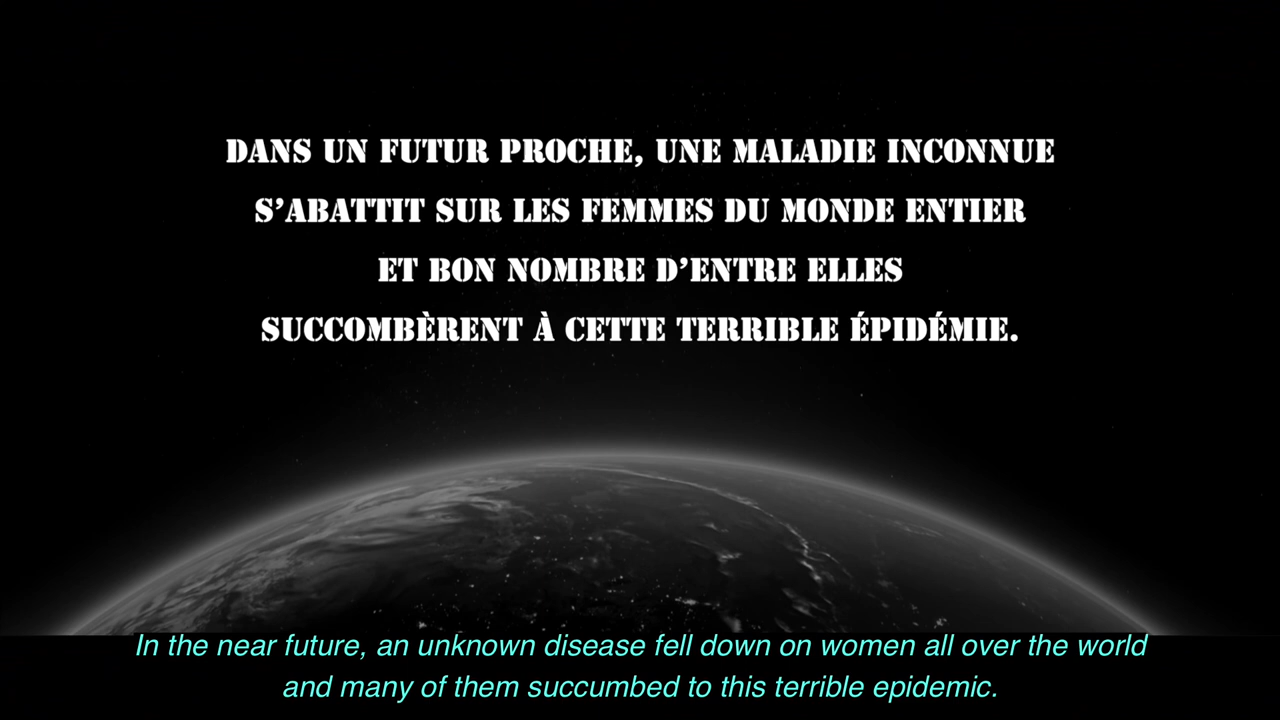 DANS UN FUTUR PROCHE, UNE MALADIE INCONNUE
S’ABATTIT SUR LES FEMMES DU MONDE ENTIER
ET BON NOMBRE D’ENTRE ELLES
SUCCOMBÈRENT À CETTE TERRIBLE ÉPIDÉMIE.
In the near future, an unknown disease fell down on women all over the world
and many of them succumbed to this terrible epidemic.